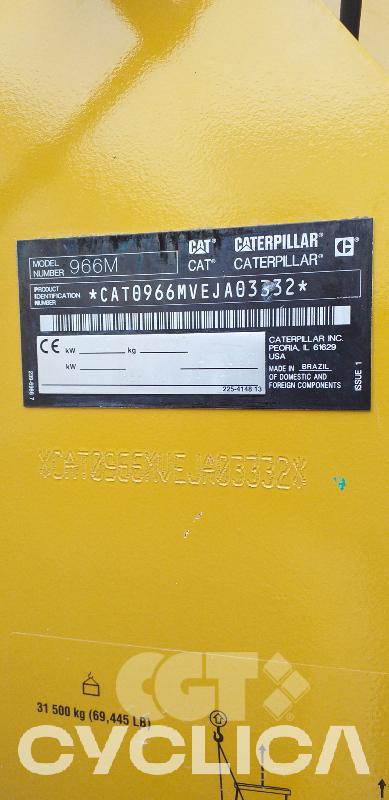 CAT CATERPILLAR C
MODEL NUMBER 966M CAT® CATERPILLAR®
PRODUCT IDENTIFICATION NUMBER *CAT0966MVEJA03332*
CE kW kg
kW
225-4148 13
CATERPILLAR INC.
PEORIA, IL 61629
USA
MADE IN BRAZIL
OF DOMESTIC AND
FOREIGN COMPONENTS
ISSUE 1
*CAT0966MVEJA03332*
CGT
31 500 kg (69,445 LB)
CYCLICA